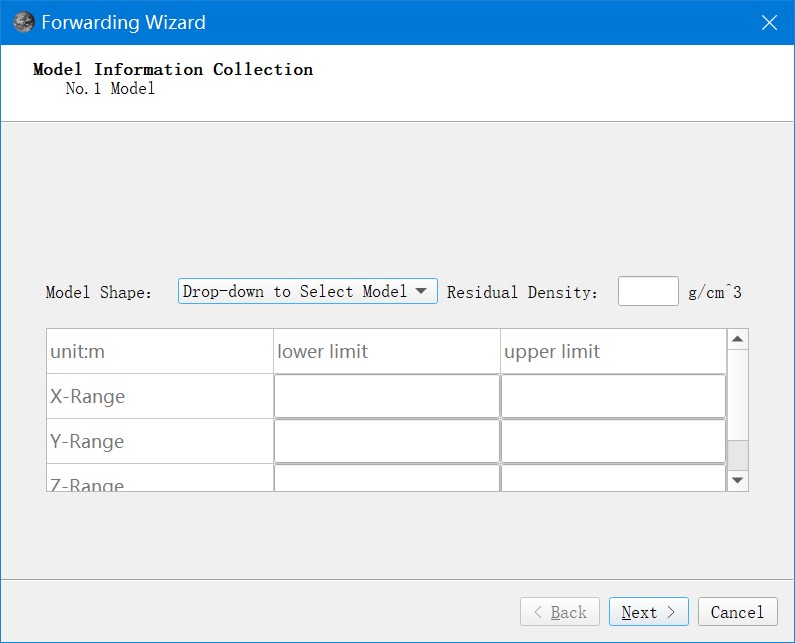 Forwarding Wizard
Model Information Collection
No.1 Model
Model Shape: Drop-down to Select Model Residual Density: g/cm^3
unit:m lower limit upper limit
X-Range
Y-Range
Z-Range
< Back Next > Cancel